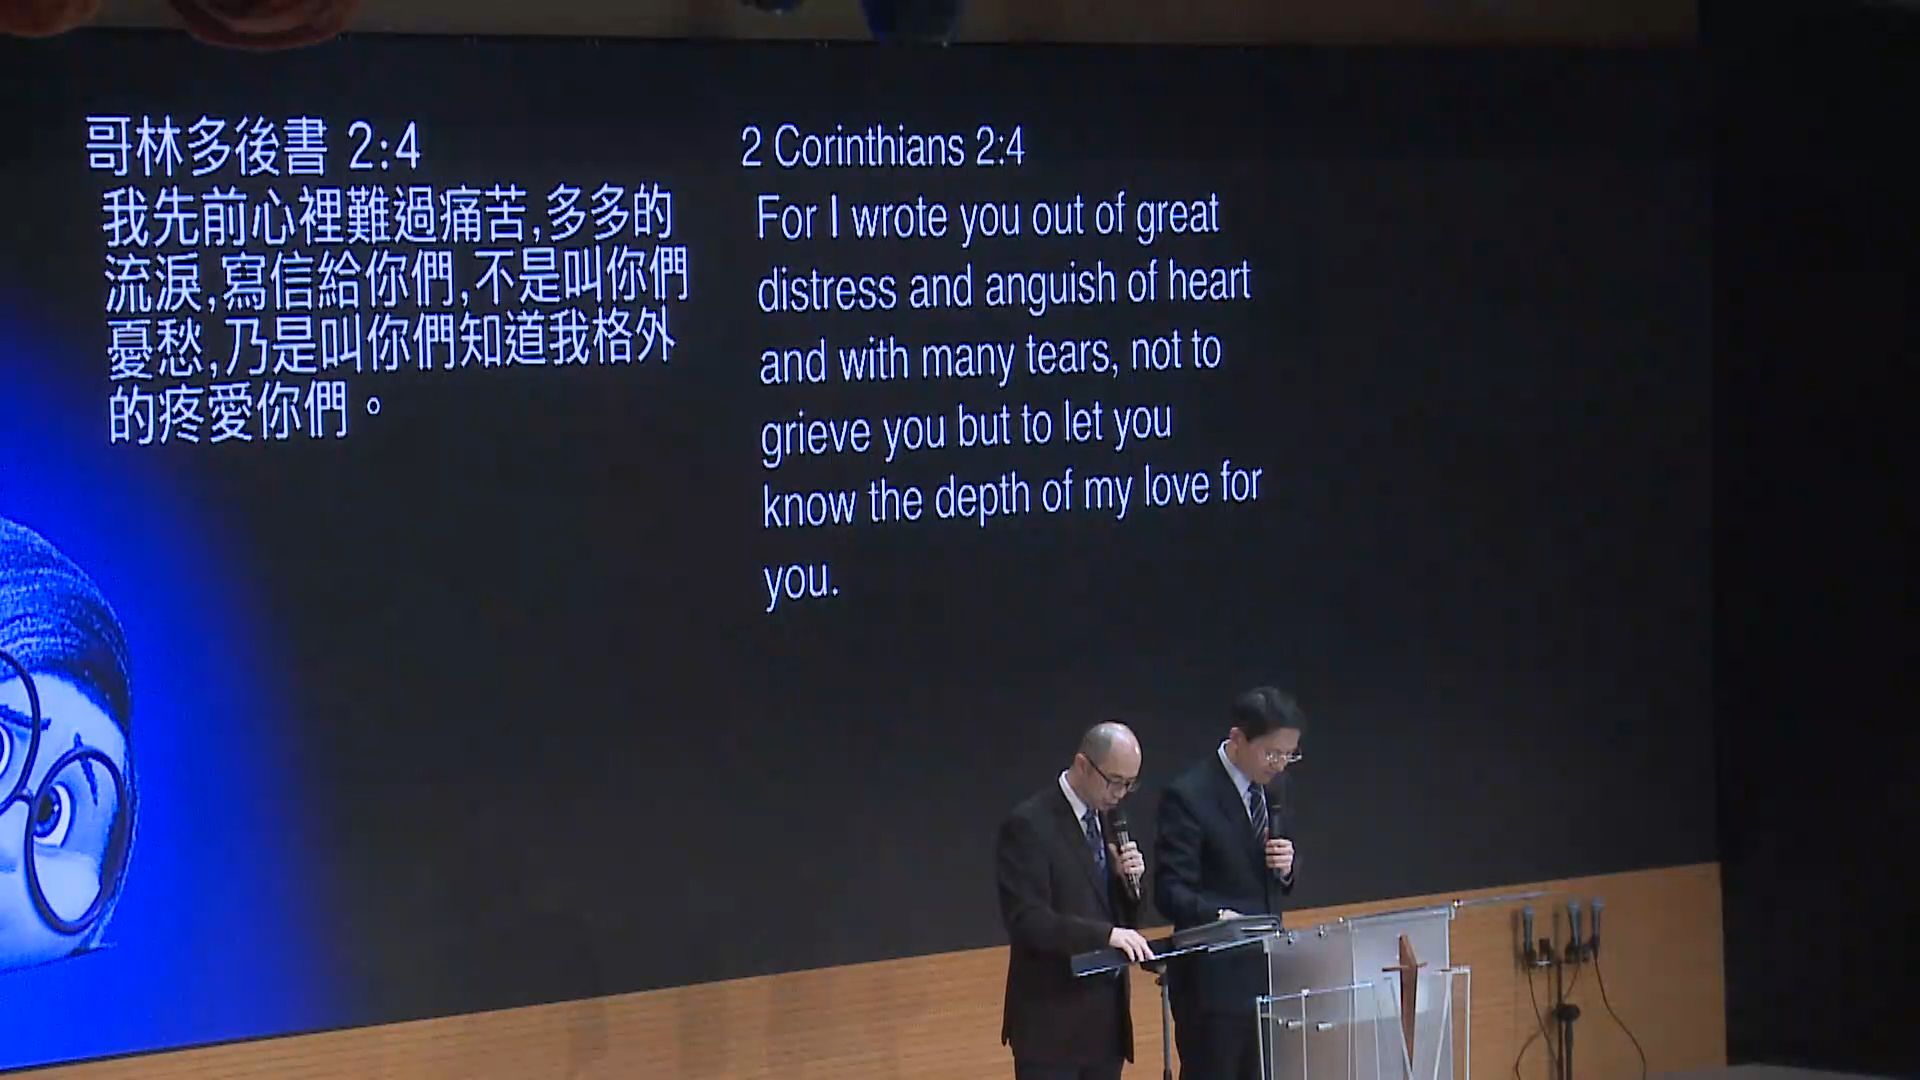 哥林多後書 2:4
我先前心裡難過痛苦,多多的
流淚,寫信給你們,不是叫你們
憂愁,乃是叫你們知道我格外
的疼愛你們。
2 Corinthians 2:4
For I wrote you out of great
distress and anguish of heart
and with many tears, not to
grieve you but to let you
know the depth of my love for
you.